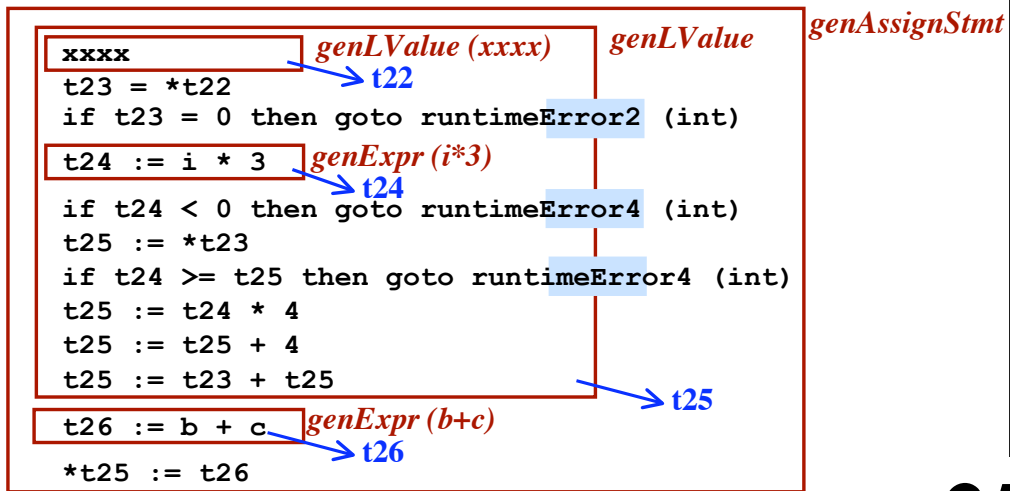 genAssignStmt
xxxx genLValue (xxxx) genLValue
t22
t23 = *t22
if t23 = 0 then goto runtimeError2 (int)
t24 := i * 3 genExpr (i*3)
t24
if t24 < 0 then goto runtimeError4 (int)
t25 := *t23
if t24 >= t25 then goto runtimeError4 (int)
t25 := t24 * 4
t25 := t25 + 4
t25 := t23 + t25
t25
t26 := b + c genExpr (b+c)
t26
*t25 := t26